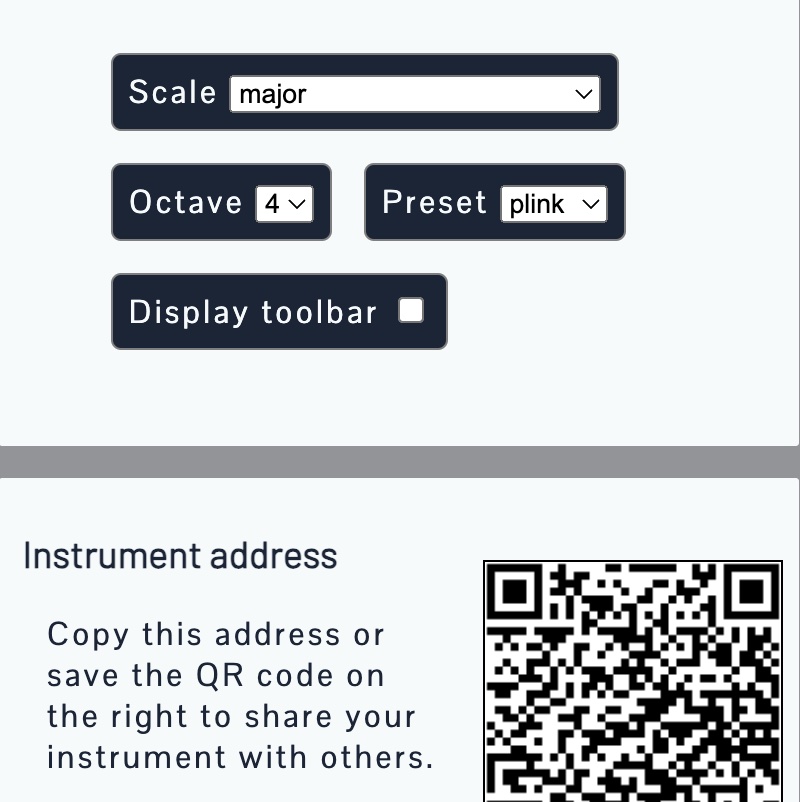 Scale major
Octave 4 Preset plink
Display toolbar
Instrument address
Copy this address or
save the QR code on
the right to share your
instrument with others.